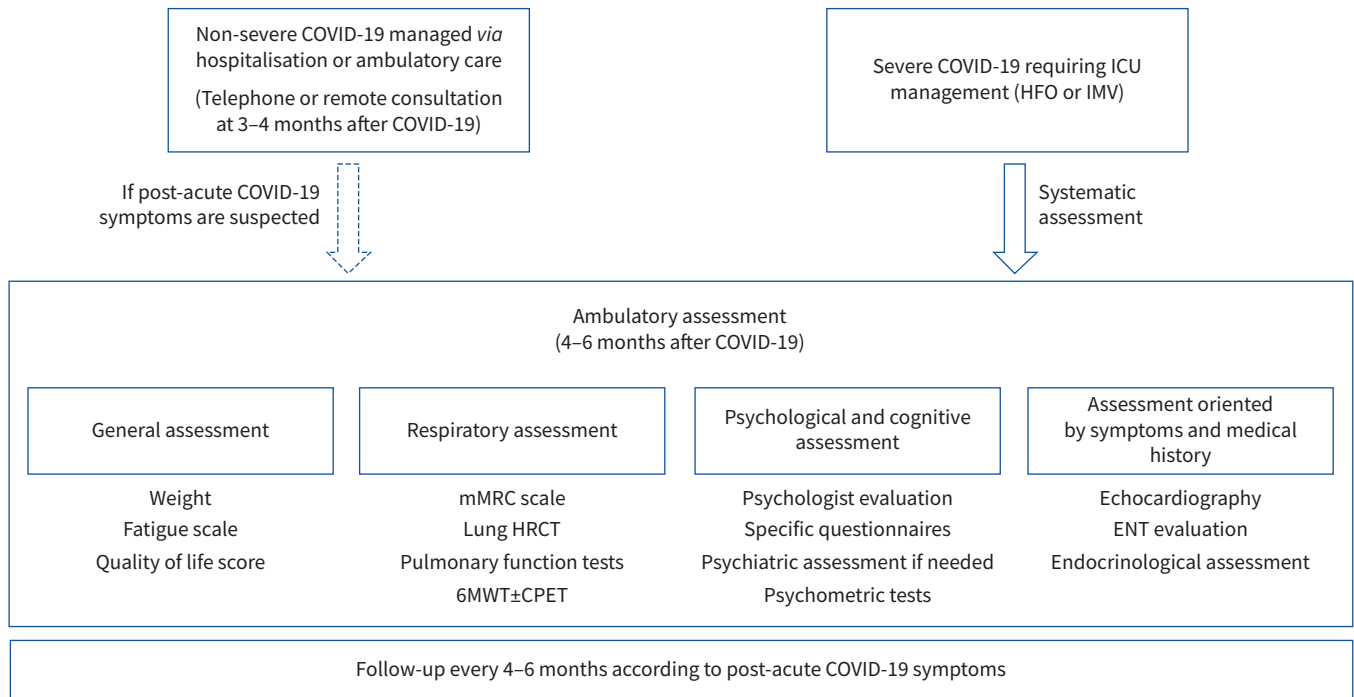 Non-severe COVID-19 managed via
hospitalisation or ambulatory care
(Telephone or remote consultation
at 3–4 months after COVID-19)
Severe COVID-19 requiring ICU
management (HFO or IMV)
If post-acute COVID-19
symptoms are suspected
Systematic
assessment
Ambulatory assessment
(4–6 months after COVID-19)
General assessment
Weight
Fatigue scale
Quality of life score
Respiratory assessment
mMRC scale
Lung HRCT
Pulmonary function tests
6MWT±CPET
Psychological and cognitive
assessment
Psychologist evaluation
Specific questionnaires
Psychiatric assessment if needed
Psychometric tests
Assessment oriented
by symptoms and medical
history
Echocardiography
ENT evaluation
Endocrinological assessment
Follow-up every 4–6 months according to post-acute COVID-19 symptoms